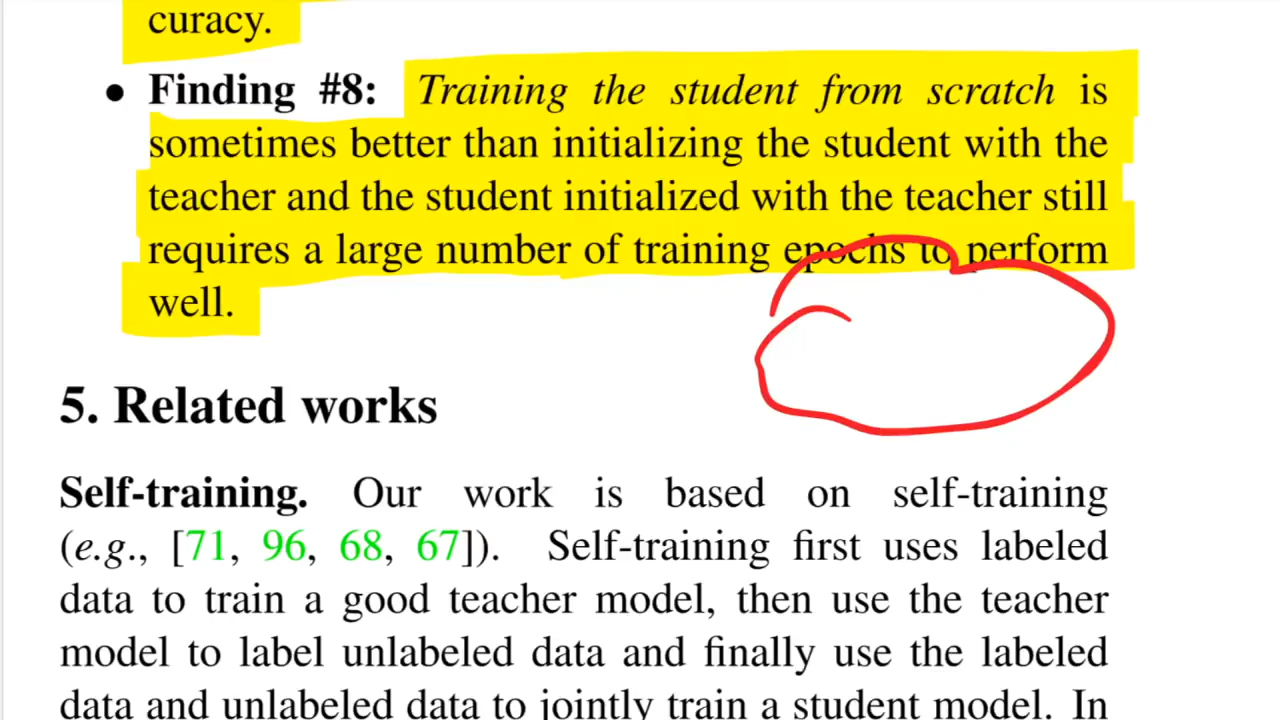 curacy.
• Finding #8: Training the student from scratch is
sometimes better than initializing the student with the
teacher and the student initialized with the teacher still
requires a large number of training epochs to perform
well.
5. Related works
Self-training. Our work is based on self-training
(e.g., [71, 96, 68, 67]). Self-training first uses labeled
data to train a good teacher model, then use the teacher
model to label unlabeled data and finally use the labeled
data and unlabeled data to jointly train a student model. In